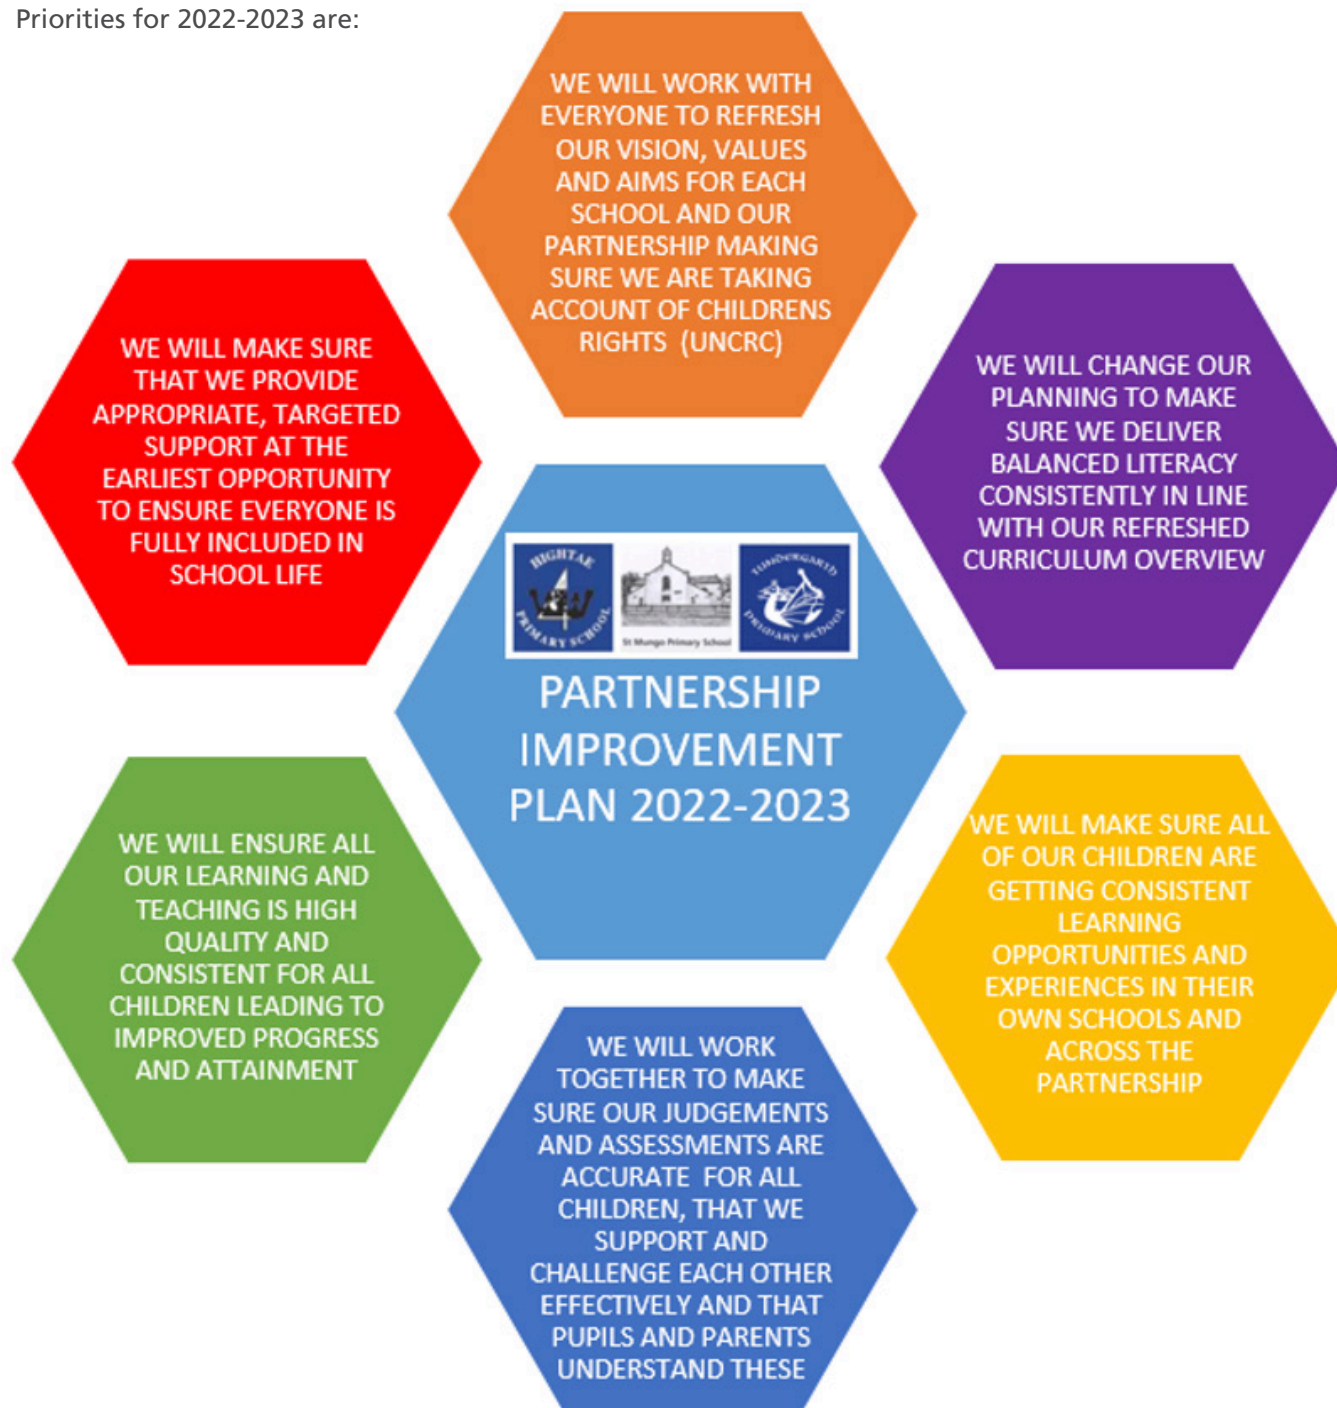 Priorities for 2022-2023 are:
WE WILL WORK WITH
EVERYONE TO REFRESH
OUR VISION, VALUES
AND AIMS FOR EACH
SCHOOL AND OUR
PARTNERSHIP MAKING
SURE WE ARE TAKING
ACCOUNT OF CHILDRENS
RIGHTS (UNCRC)
WE WILL MAKE SURE
THAT WE PROVIDE
APPROPRIATE, TARGETED
SUPPORT AT THE
EARLIEST OPPORTUNITY
TO ENSURE EVERYONE IS
FULLY INCLUDED IN
SCHOOL LIFE
WE WILL CHANGE OUR
PLANNING TO MAKE
SURE WE DELIVER
BALANCED LITERACY
CONSISTENTLY IN LINE
WITH OUR REFRESHED
CURRICULUM OVERVIEW
HIGHTAE
PRIMARY SCHOOL
St Mungo Primary School
TUNDERGARTH
PRIMARY SCHOOL
PARTNERSHIP
IMPROVEMENT
PLAN 2022-2023
WE WILL ENSURE ALL
OUR LEARNING AND
TEACHING IS HIGH
QUALITY AND
CONSISTENT FOR ALL
CHILDREN LEADING TO
IMPROVED PROGRESS
AND ATTAINMENT
WE WILL MAKE SURE ALL
OF OUR CHILDREN ARE
GETTING CONSISTENT
LEARNING
OPPORTUNITIES AND
EXPERIENCES IN THEIR
OWN SCHOOLS AND
ACROSS THE
PARTNERSHIP
WE WILL WORK
TOGETHER TO MAKE
SURE OUR JUDGEMENTS
AND ASSESSMENTS ARE
ACCURATE FOR ALL
CHILDREN, THAT WE
SUPPORT AND
CHALLENGE EACH OTHER
EFFECTIVELY AND THAT
PUPILS AND PARENTS
UNDERSTAND THESE